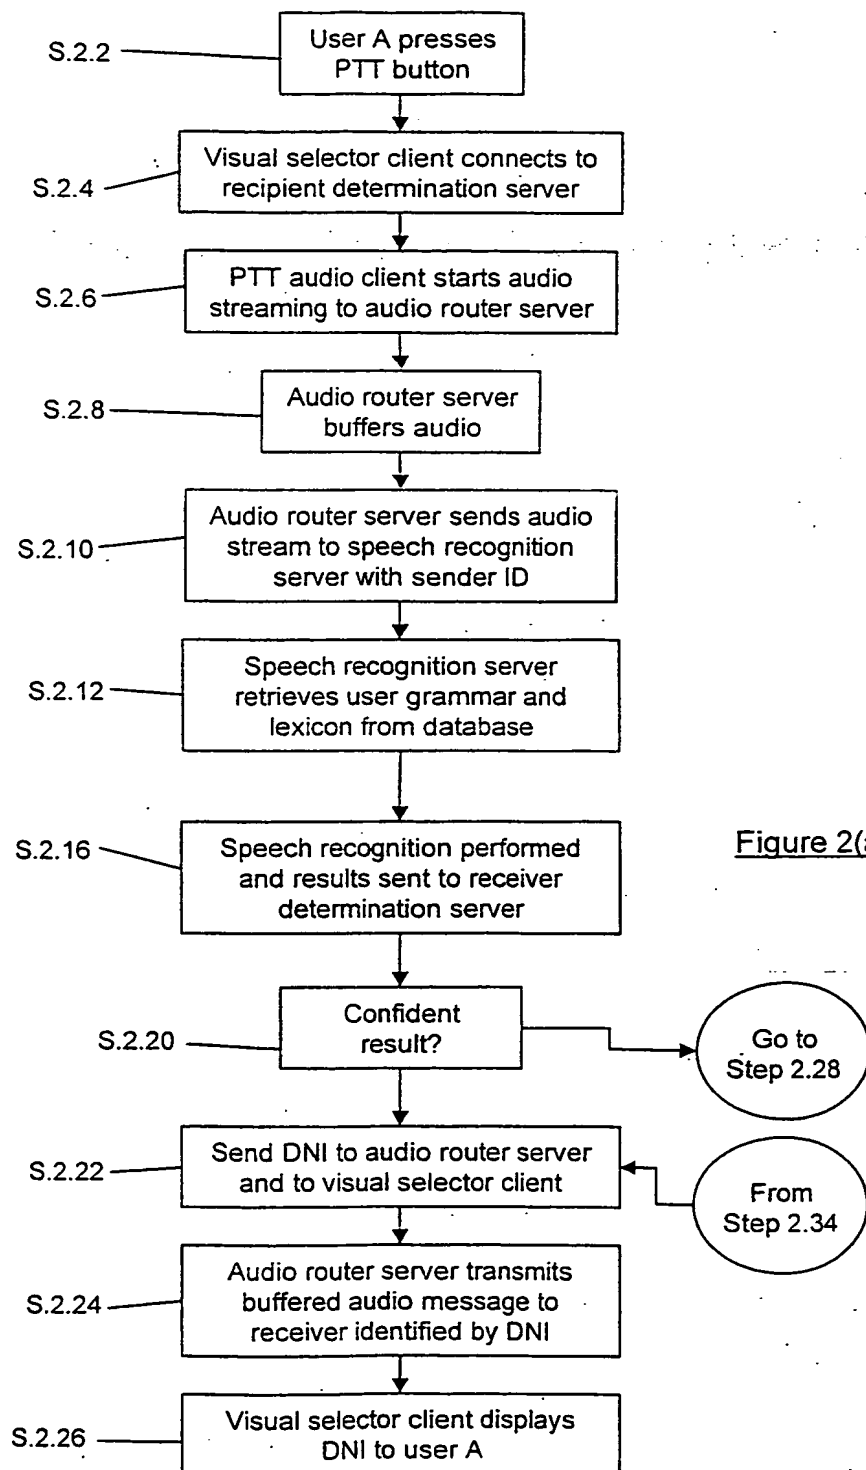 S.2.2
User A presses
PTT button
S.2.4
Visual selector client connects to
recipient determination server
S.2.6
PTT audio client starts audio
streaming to audio router server
S.2.8
Audio router server
buffers audio
S.2.10
Audio router server sends audio
stream to speech recognition
server with sender ID
S.2.12
Speech recognition server
retrieves user grammar and
lexicon from database
S.2.16
Speech recognition performed
and results sent to receiver
determination server
Figure 2(a
S.2.20
Confident
result?
Go to
Step 2.28
S.2.22
Send DNI to audio router server
and to visual selector client
From
Step 2.34
S.2.24
Audio router server transmits
buffered audio message to
receiver identified by DNI
S.2.26
Visual selector client displays
DNI to user A